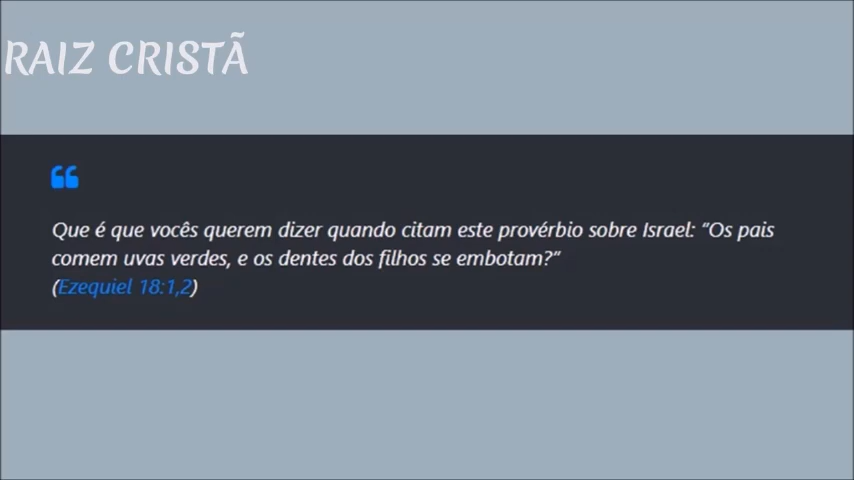 RAIZ CRISTÃ
“
Que é que vocês querem dizer quando citam este provérbio sobre Israel: “Os pais
comem uvas verdes, e os dentes dos filhos se embotam?”
(Ezequiel 18:1,2)